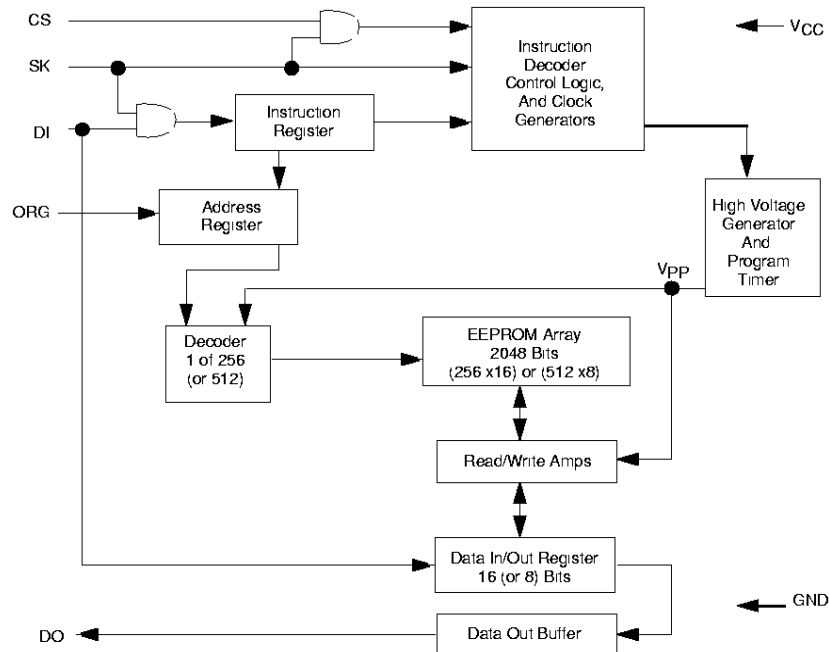 CS
SK
DI
ORG
Instruction
Register
Address
Register
Instruction
Decoder
Control Logic,
And Clock
Generators
VCC
High Voltage
Generator
And
Program
Timer
VPP
Decoder
1 of 256
(or 512)
EEPROM Array
2048 Bits
(256 x16) or (512 x8)
Read/Write Amps
Data In/Out Register
16 (or 8) Bits
GND
DO
Data Out Buffer